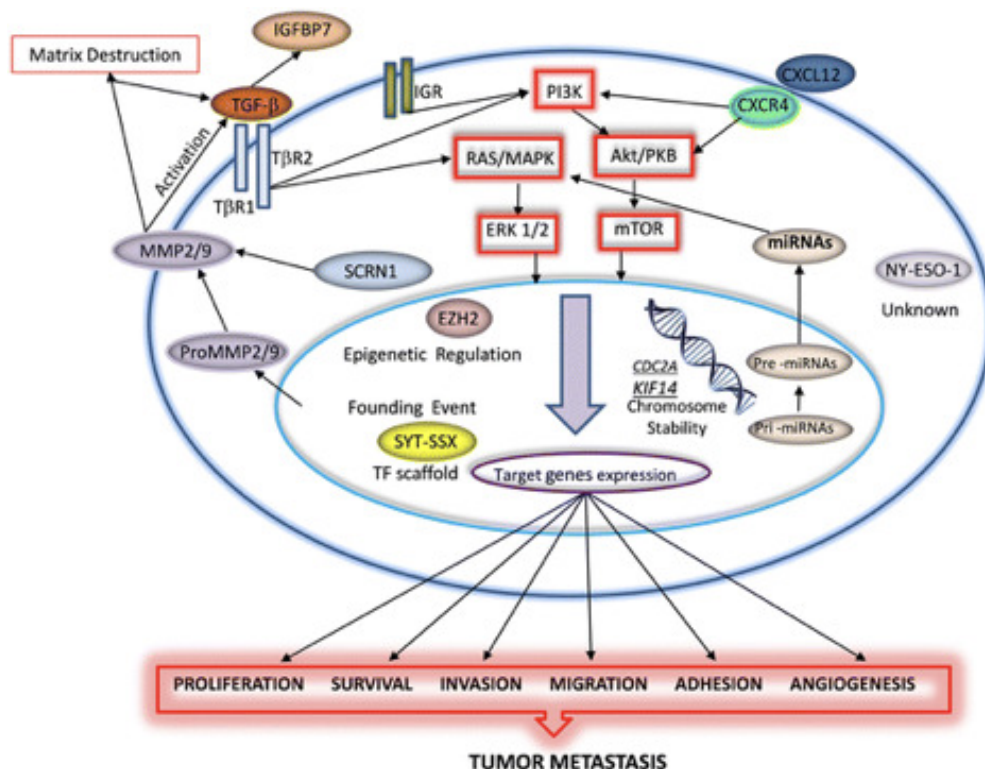 IGFBP7
Matrix Destruction
TGF-β
Activation
TβR2
TβR1
IGR
PI3K
CXCL12
CXCR4
RAS/MAPK
Akt/PKB
ERK 1/2
mTOR
miRNAs
MMP2/9
SCRN1
NY-ESO-1
Unknown
EZH2
Epigenetic Regulation
ProMMP2/9
CDC2A
KIF14
Chromosome
Stability
Pre -miRNAs
Pri -miRNAs
Founding Event
SYT-SSX
TF scaffold
Target genes expression
PROLIFERATION SURVIVAL INVASION MIGRATION ADHESION ANGIOGENESIS
TUMOR METASTASIS